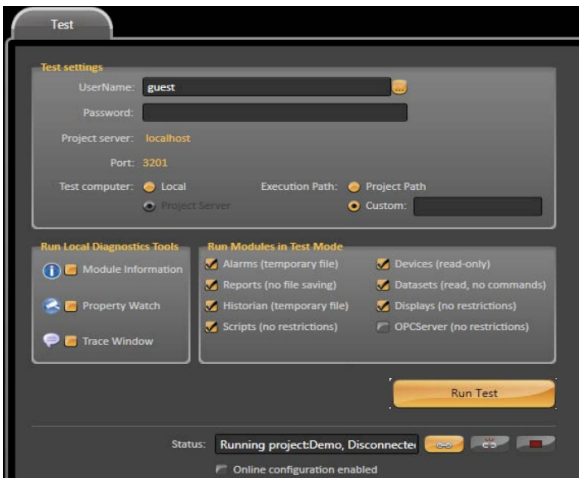 Test
Test settings
UserName: guest
Password:
Project server: localhost
Port: 3201
Test computer: Local Execution Path: Project Path
Project Server Custom:
Run Local Diagnostics Tools
Module Information
Property Watch
Trace Window
Run Modules in Test Mode
Alarms (temporary file) Devices (read-only)
Reports (no file saving) Datasets (read, no commands)
Historian (temporary file) Displays (no restrictions)
Scripts (no restrictions) OPCServer (no restrictions)
Run Test
Status: Running project:Demo, Disconnected
Online configuration enabled